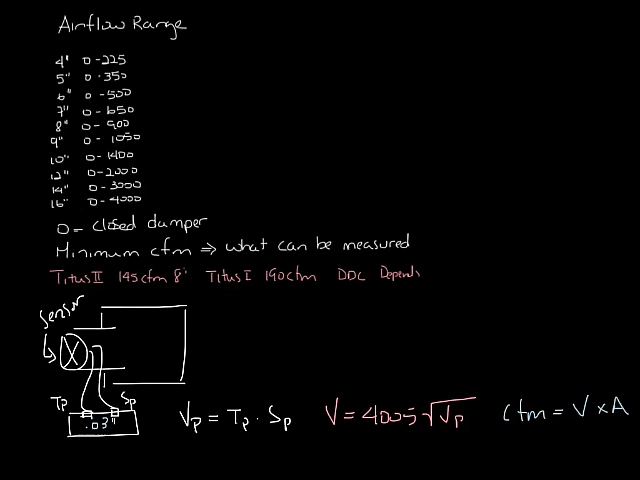 Airflow Range
4" 0-225
5" 0-350
6" 0-500
7" 0-650
8" 0-900
9" 0-1050
10" 0-1400
12" 0-2000
14" 0-3000
16" 0-4000
0 = closed damper
Minimum cfm ⇒ what can be measured
Titus II 145cfm 8" Titus I 190cfm DDC Depends
Sensor
Tp Sp
.03"
Vp = Tp . Sp V = 4005√Vp cfm = V x A